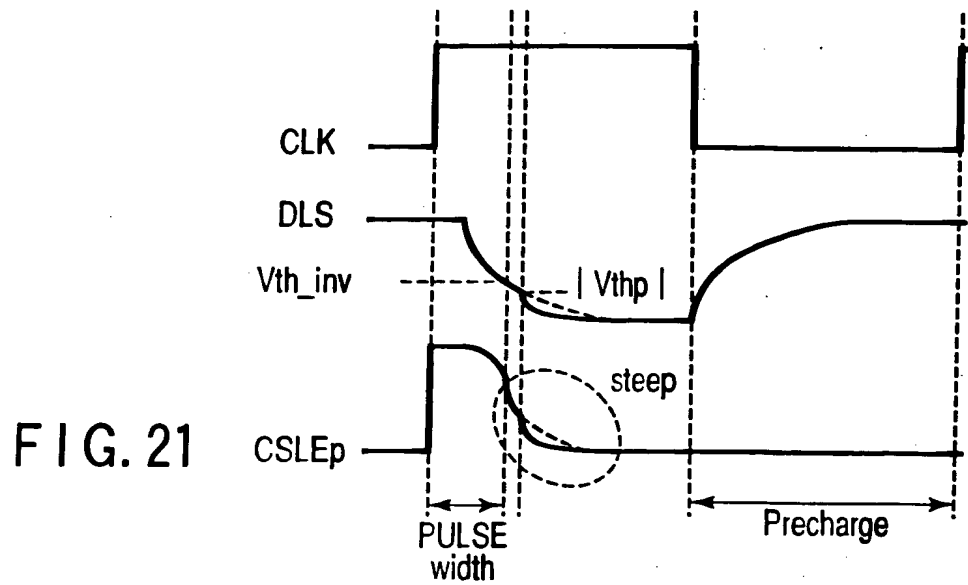 CLK
DLS
Vth_inv
| Vthp |
steep
FIG. 21
CSLEp
PULSE
width
Precharge